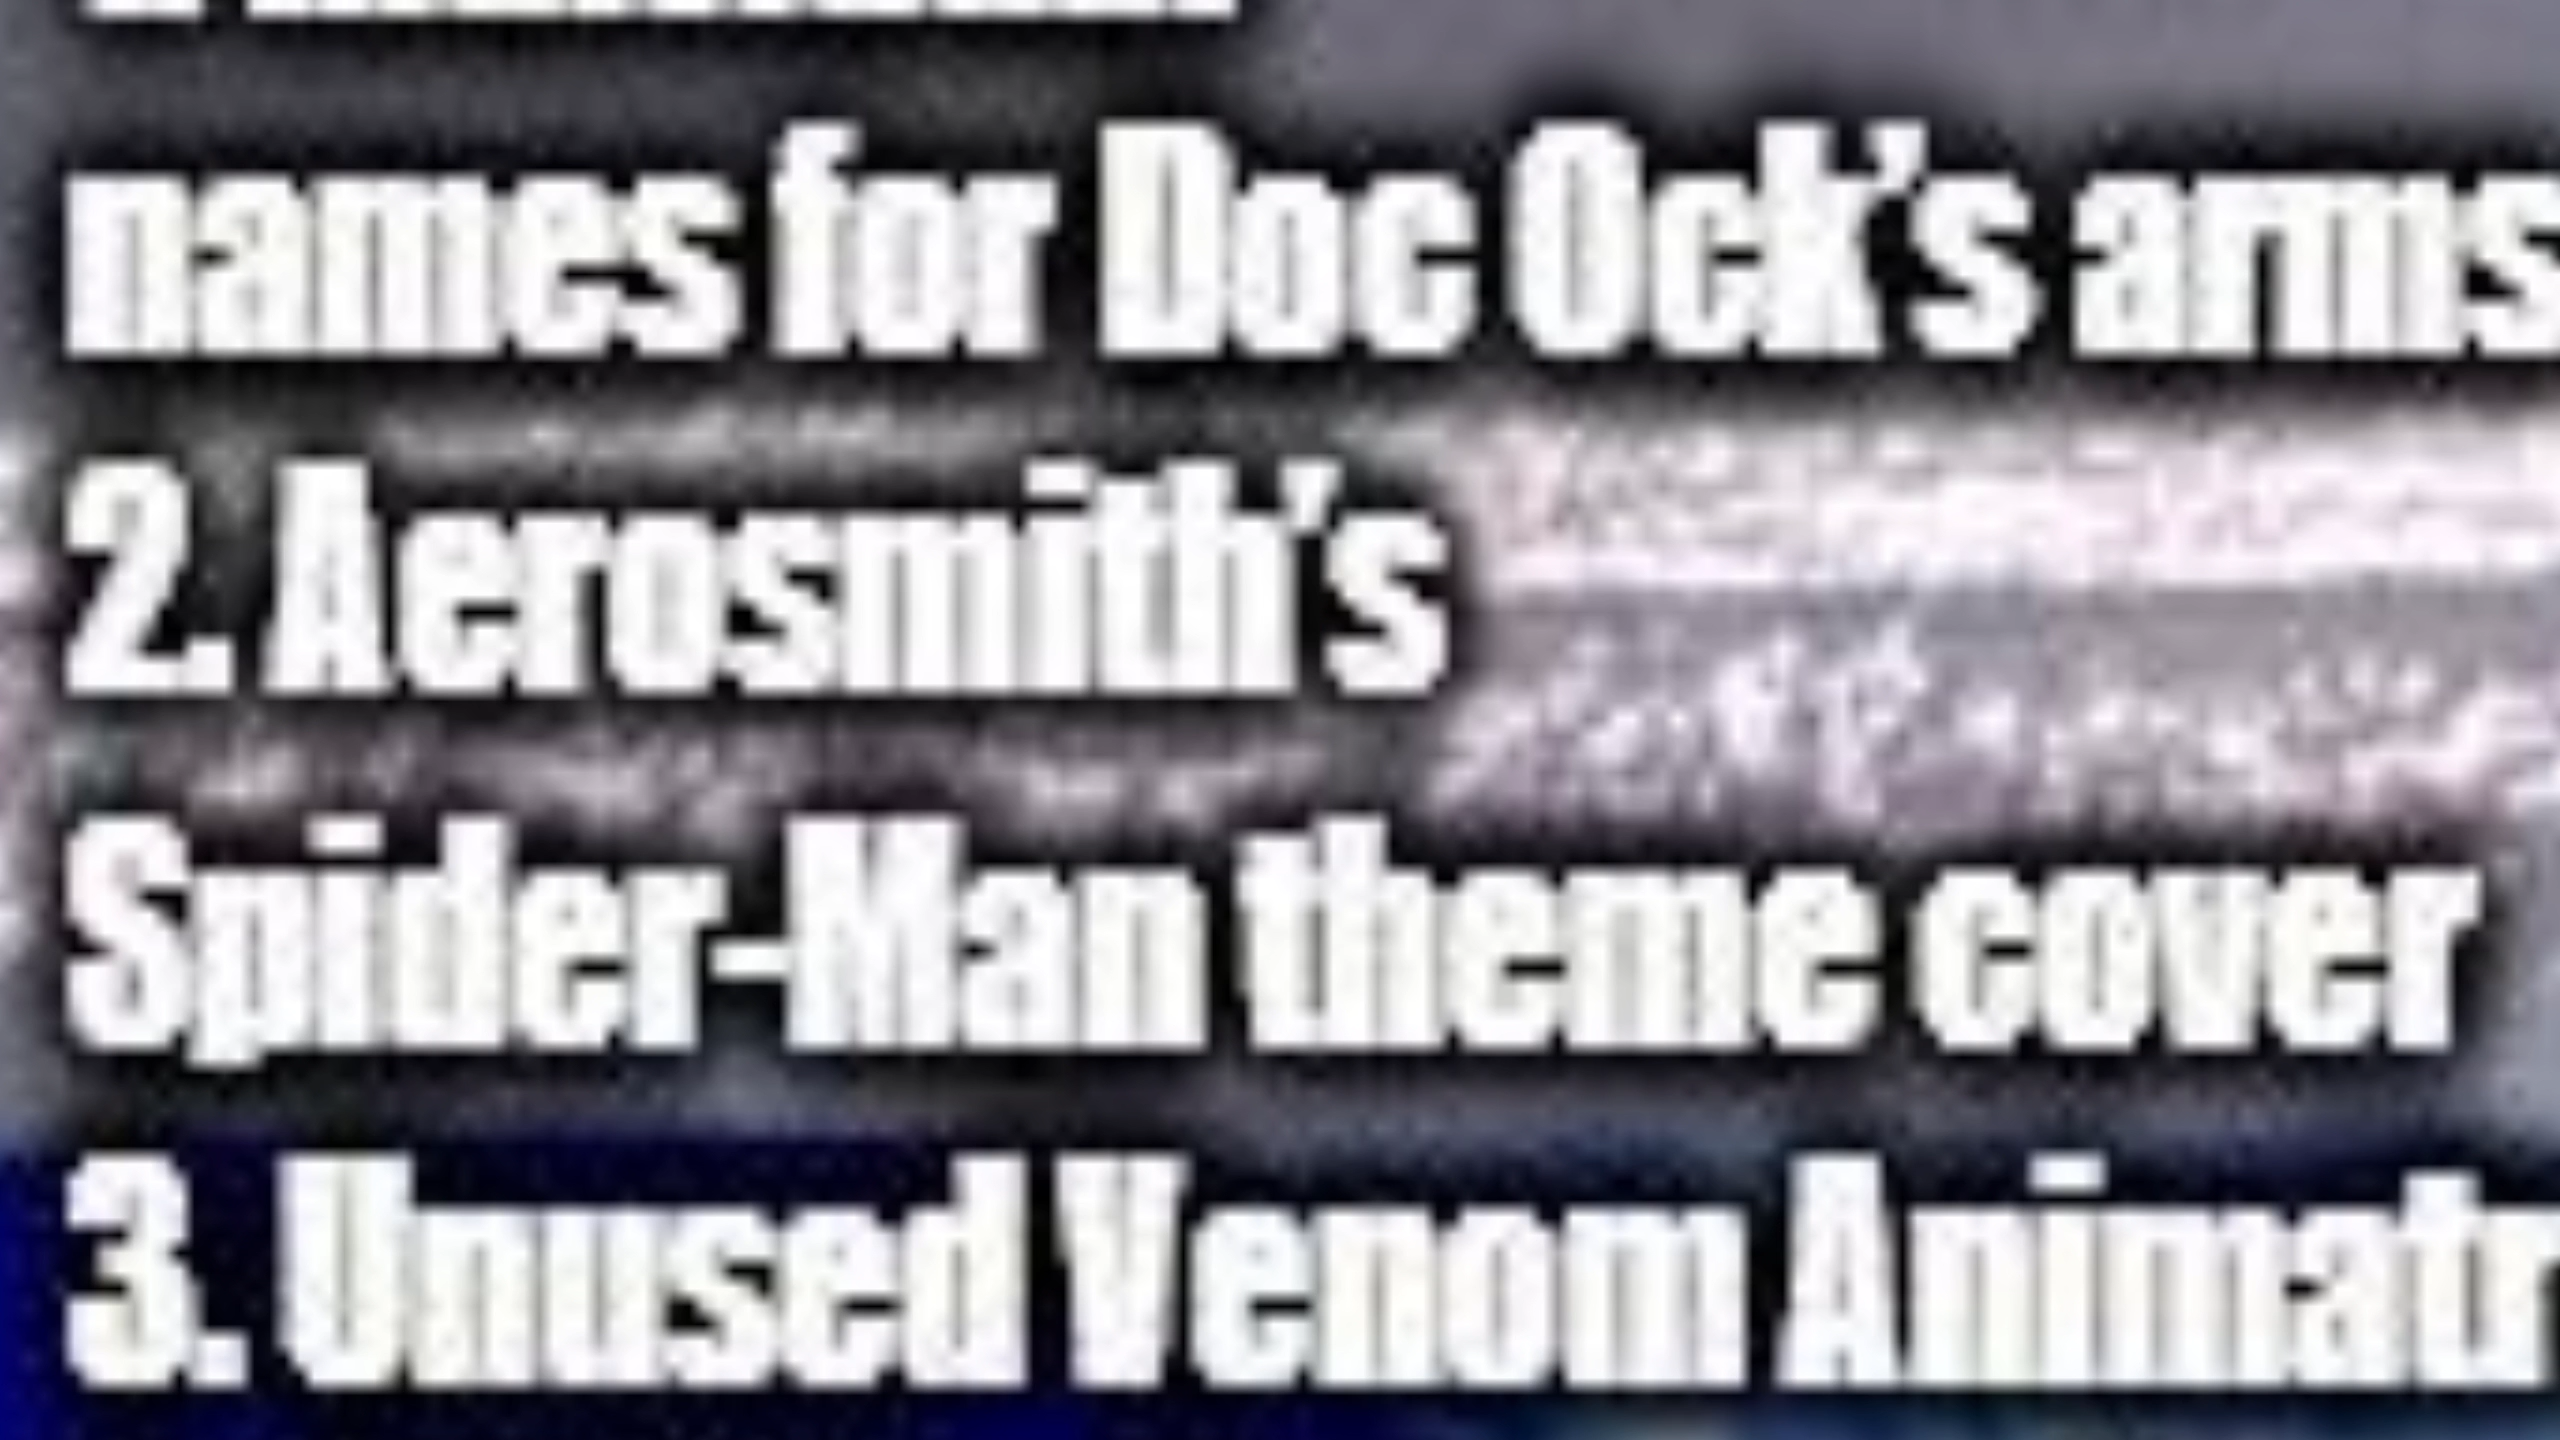 names for Doc Ock's arms
2. Aerosmith's
Spider-Man theme cover
3. Unused Venom